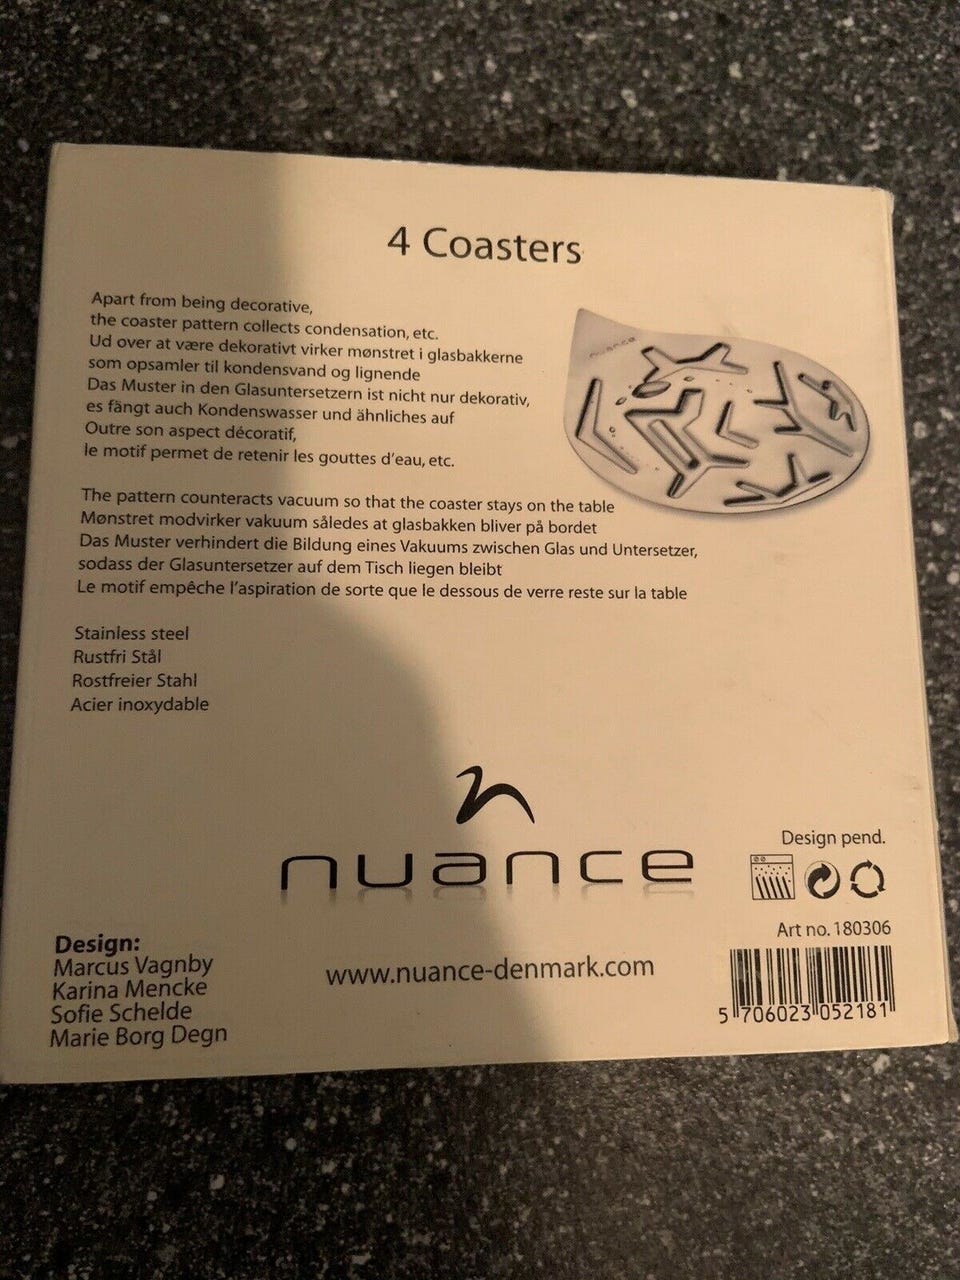 4 Coasters
Apart from being decorative,
the coaster pattern collects condensation, etc.
Ud over at være dekorativt virker mønstret i glasbakkerne
som opsamler til kondensvand og lignende
Das Muster in den Glasuntersetzern ist nicht nur dekorativ,
es fängt auch Kondenswasser und ähnliches auf
Outre son aspect décoratif,
le motif permet de retenir les gouttes d'eau, etc.
nuance
The pattern counteracts vacuum so that the coaster stays on the table
Mønstret modvirker vakuum således at glasbakken bliver på bordet
Das Muster verhindert die Bildung eines Vakuums zwischen Glas und Untersetzer,
sodass der Glasuntersetzer auf dem Tisch liegen bleibt
Le motif empêche l'aspiration de sorte que le dessous de verre reste sur la table
Stainless steel
Rustfri Stål
Rostfreier Stahl
Acier inoxydable
nuance
www.nuance-denmark.com
Design:
Marcus Vagnby
Karina Mencke
Sofie Schelde
Marie Borg Degn
Design pend.
Art no. 180306
5 706023 052181